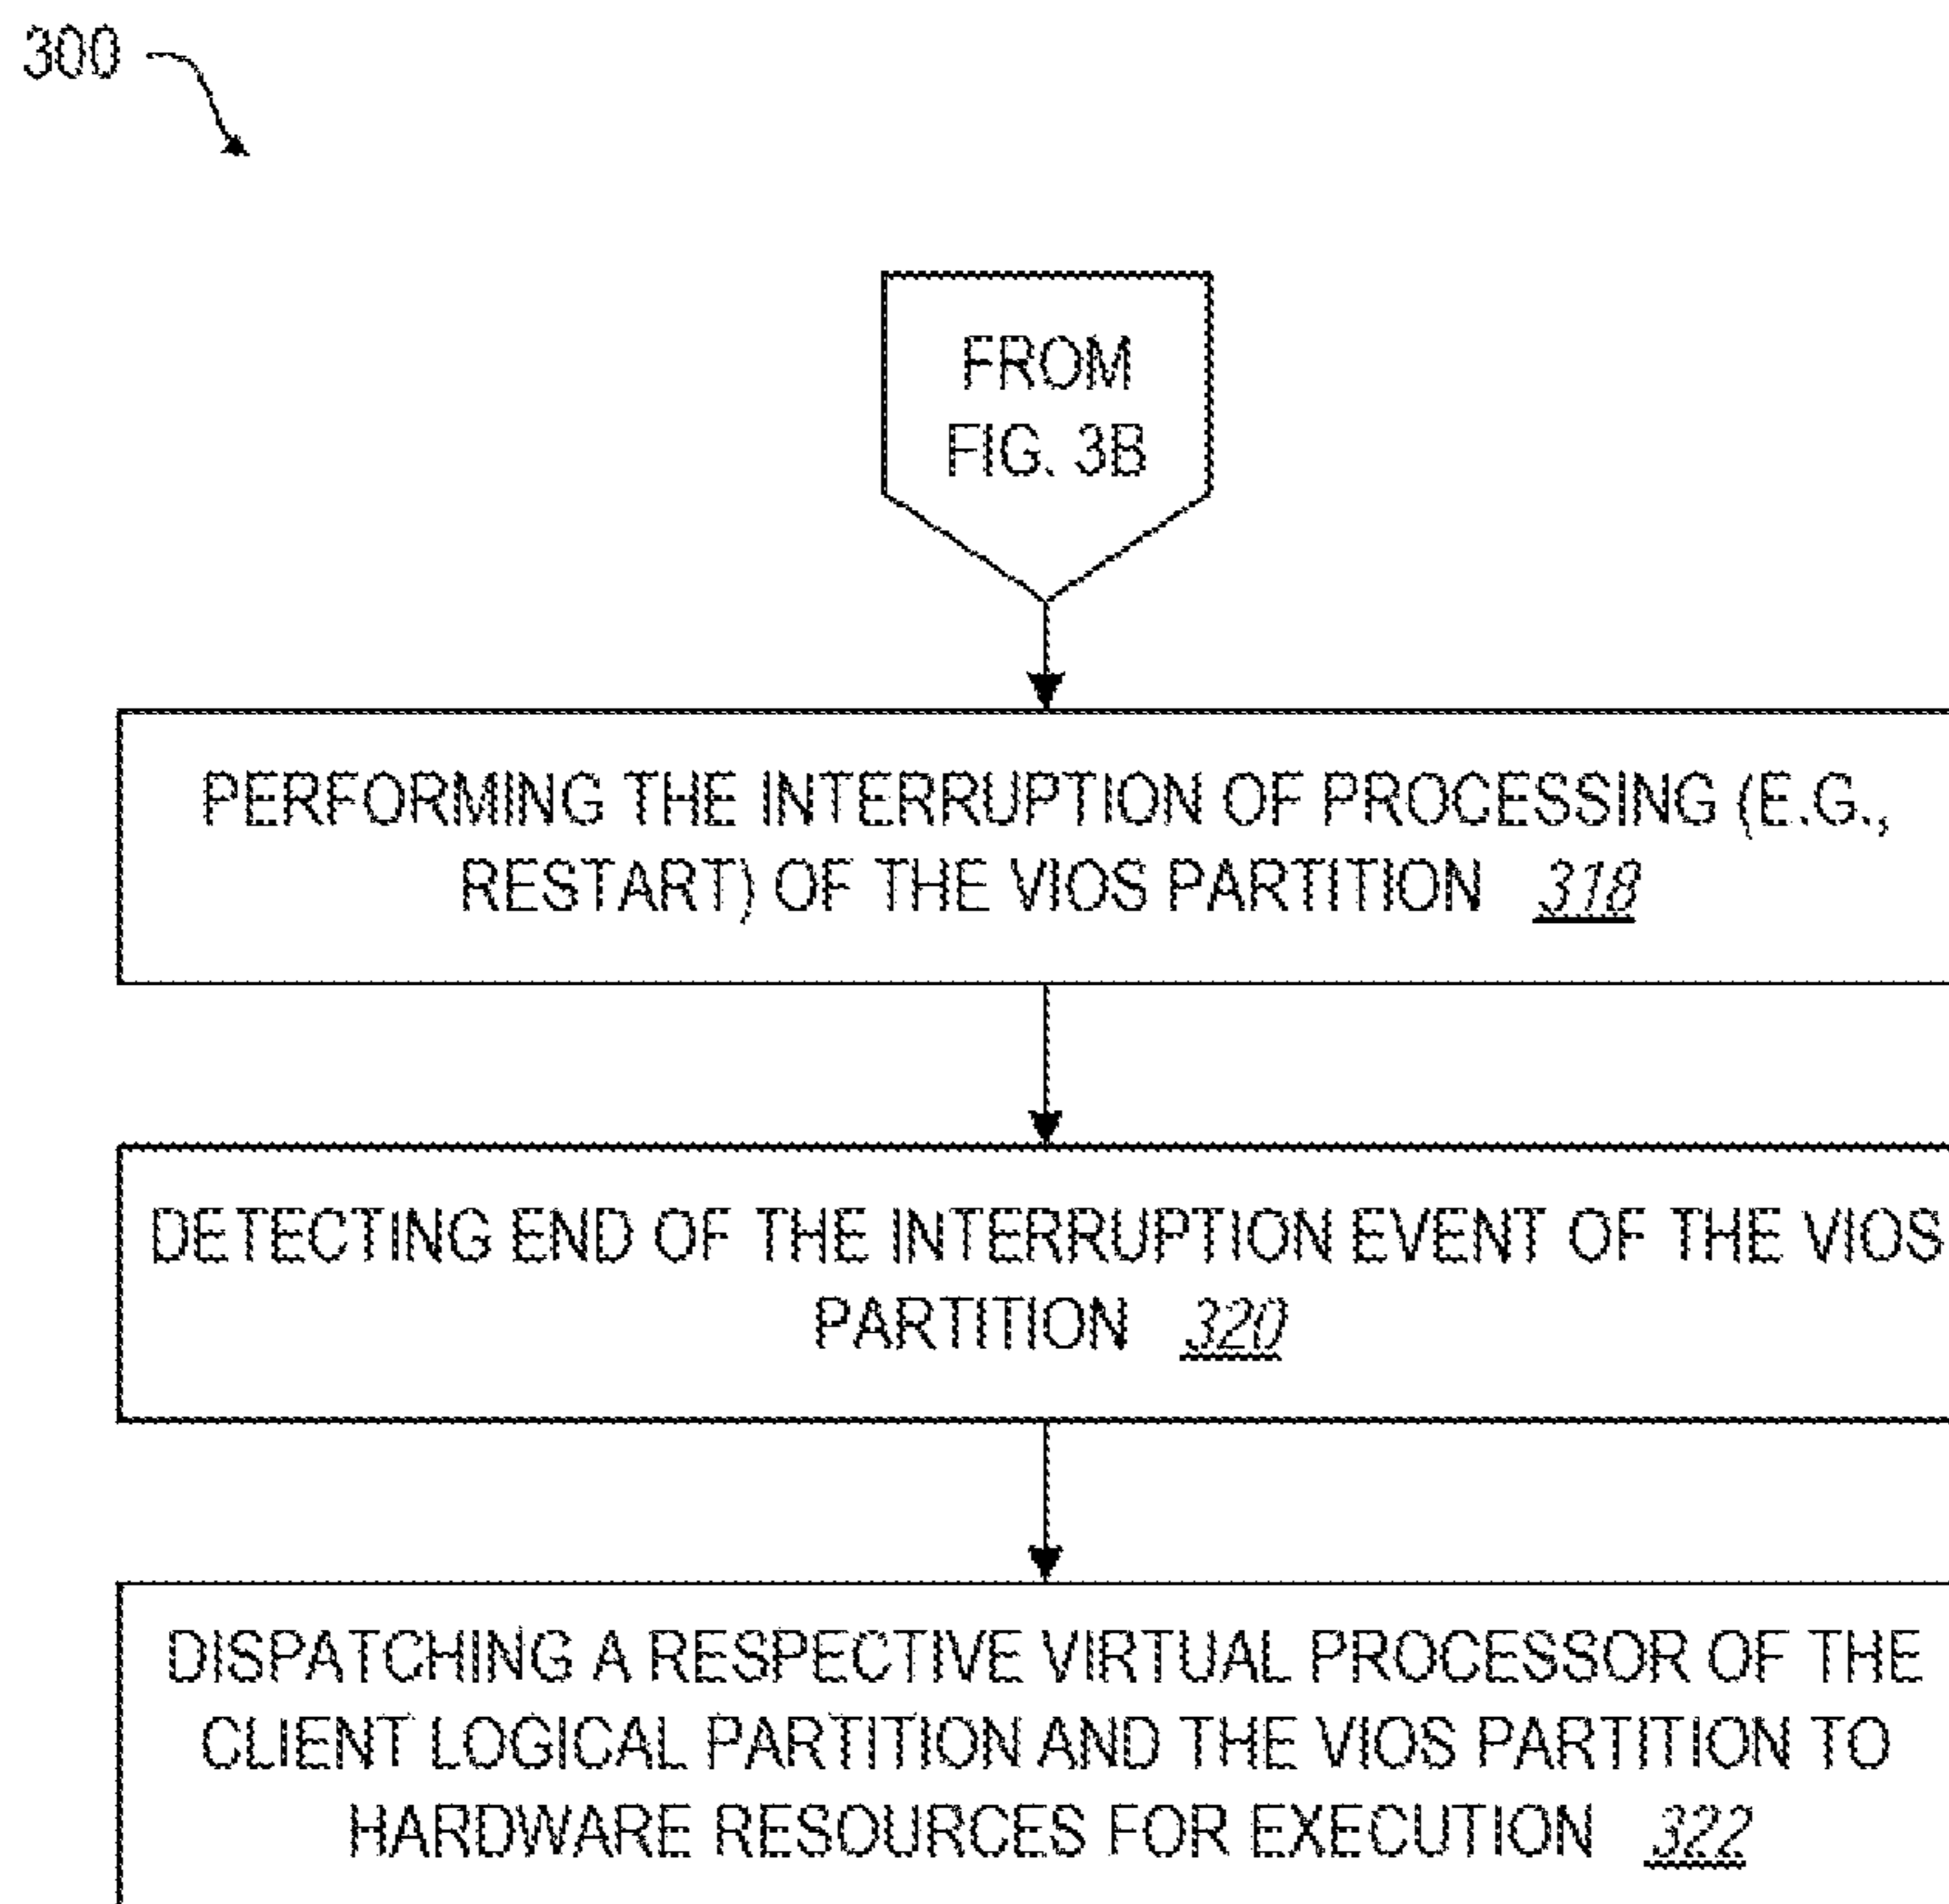 300
FROM
FIG. 3B
PERFORMING THE INTERRUPTION OF PROCESSING (E.G.,
RESTART) OF THE VIOS PARTITION 318
DETECTING END OF THE INTERRUPTION EVENT OF THE VIOS
PARTITION 320
DISPATCHING A RESPECTIVE VIRTUAL PROCESSOR OF THE
CLIENT LOGICAL PARTITION AND THE VIOS PARTITION TO
HARDWARE RESOURCES FOR EXECUTION 322